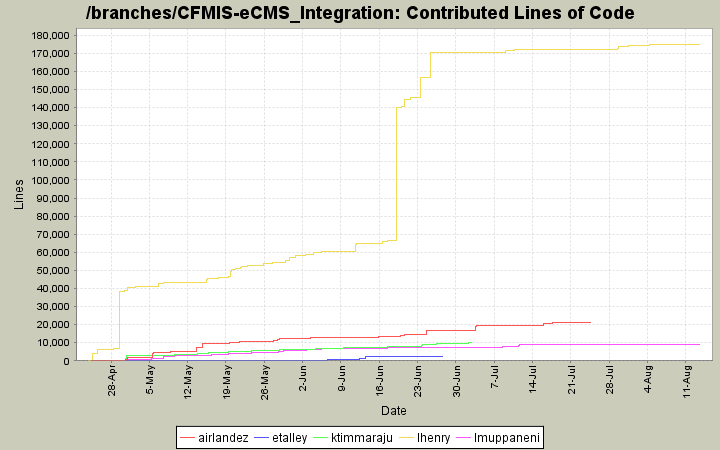 /branches/CFMIS-eCMS_Integration: Contributed Lines of Code
180,000
170,000
160,000
150,000
140,000
130,000
120,000
110,000
100,000
90,000
80,000
70,000
60,000
50,000
40,000
30,000
20,000
10,000
0
Lines
28-Apr
5-May
12-May
19-May
26-May
2-Jun
9-Jun
16-Jun
23-Jun
30-Jun
7-Jul
14-Jul
21-Jul
28-Jul
4-Aug
11-Aug
Date
airlandez etalley ktimmaraju lhenry lmuppaneni